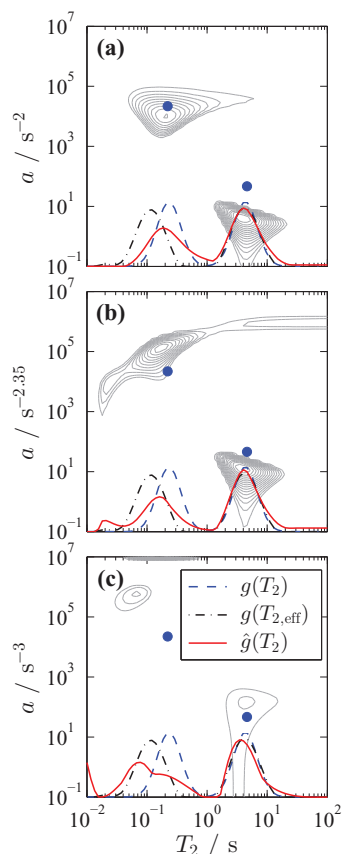 10^7
(a)
10^5
10^3
10^1
10^-1
a / s^-2
10^7
(b)
10^5
10^3
10^1
10^-1
a / s^-2.35
10^7
(c)
10^5
10^3
10^1
10^-1
a / s^-3
g(T_2)
g(T_2,eff)
ĝ(T_2)
10^-2 10^-1 10^0 10^1 10^2
T_2 / s